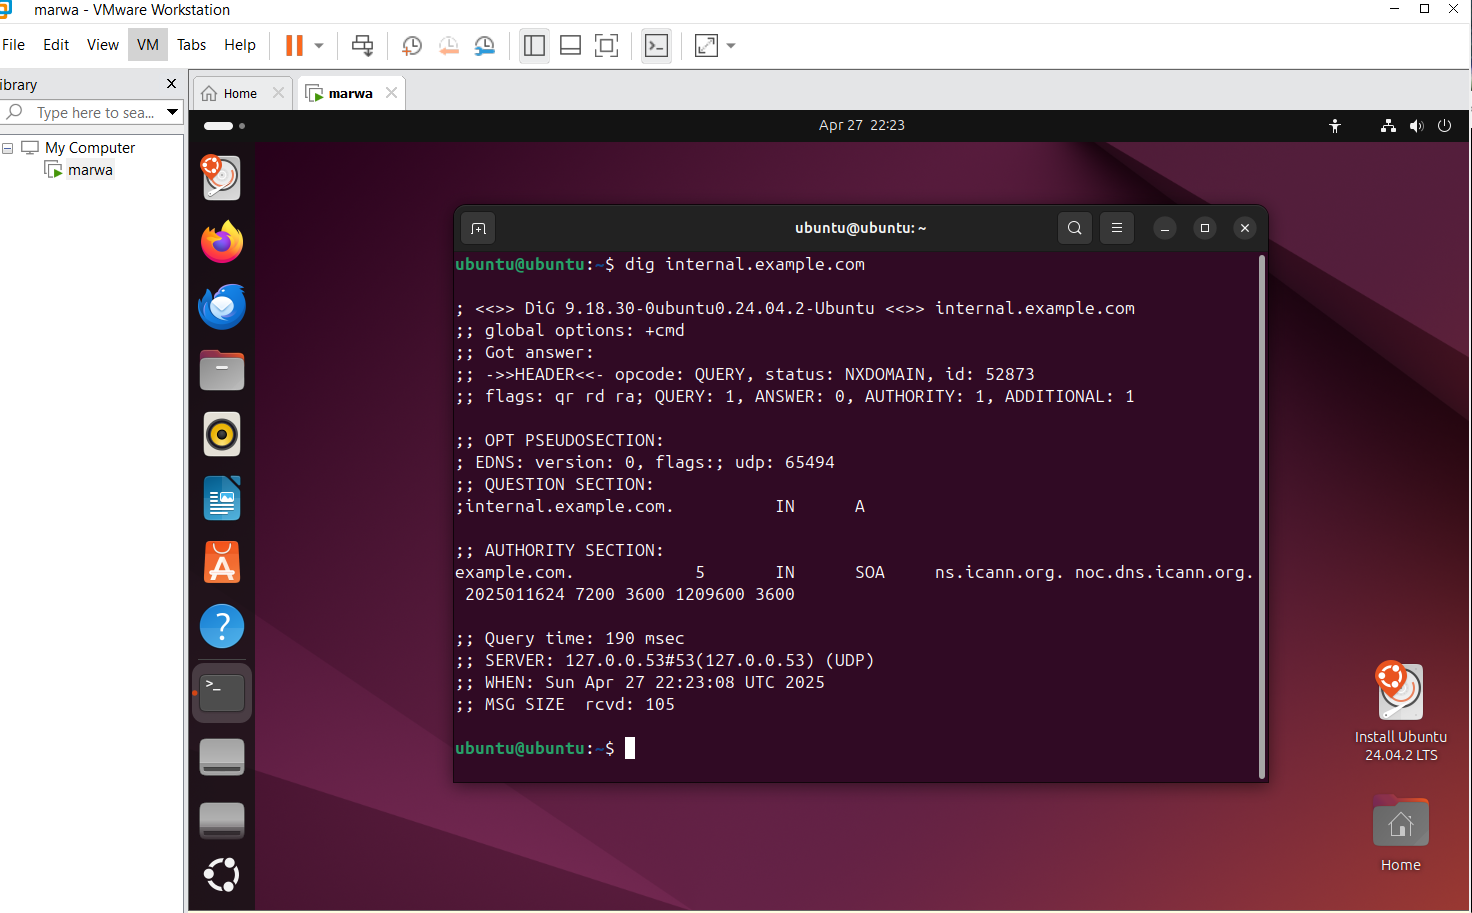 marwa - VMware Workstation
File Edit View VM Tabs Help
ibrary
Type here to sea...
My Computer
marwa
Home
marwa
Apr 27 22:23
ubuntu@ubuntu: ~
ubuntu@ubuntu:~$ dig internal.example.com
; <<>> DiG 9.18.30-0ubuntu0.24.04.2-Ubuntu <<>> internal.example.com
;; global options: +cmd
;; Got answer:
;; ->>HEADER<<- opcode: QUERY, status: NXDOMAIN, id: 52873
;; flags: qr rd ra; QUERY: 1, ANSWER: 0, AUTHORITY: 1, ADDITIONAL: 1
;; OPT PSEUDOSECTION:
; EDNS: version: 0, flags:; udp: 65494
;; QUESTION SECTION:
;internal.example.com. IN A
;; AUTHORITY SECTION:
example.com. 5 IN SOA ns.icann.org. noc.dns.icann.org.
2025011624 7200 3600 1209600 3600
;; Query time: 190 msec
;; SERVER: 127.0.0.53#53(127.0.0.53) (UDP)
;; WHEN: Sun Apr 27 22:23:08 UTC 2025
;; MSG SIZE rcvd: 105
ubuntu@ubuntu:~$
Install Ubuntu
24.04.2 LTS
Home